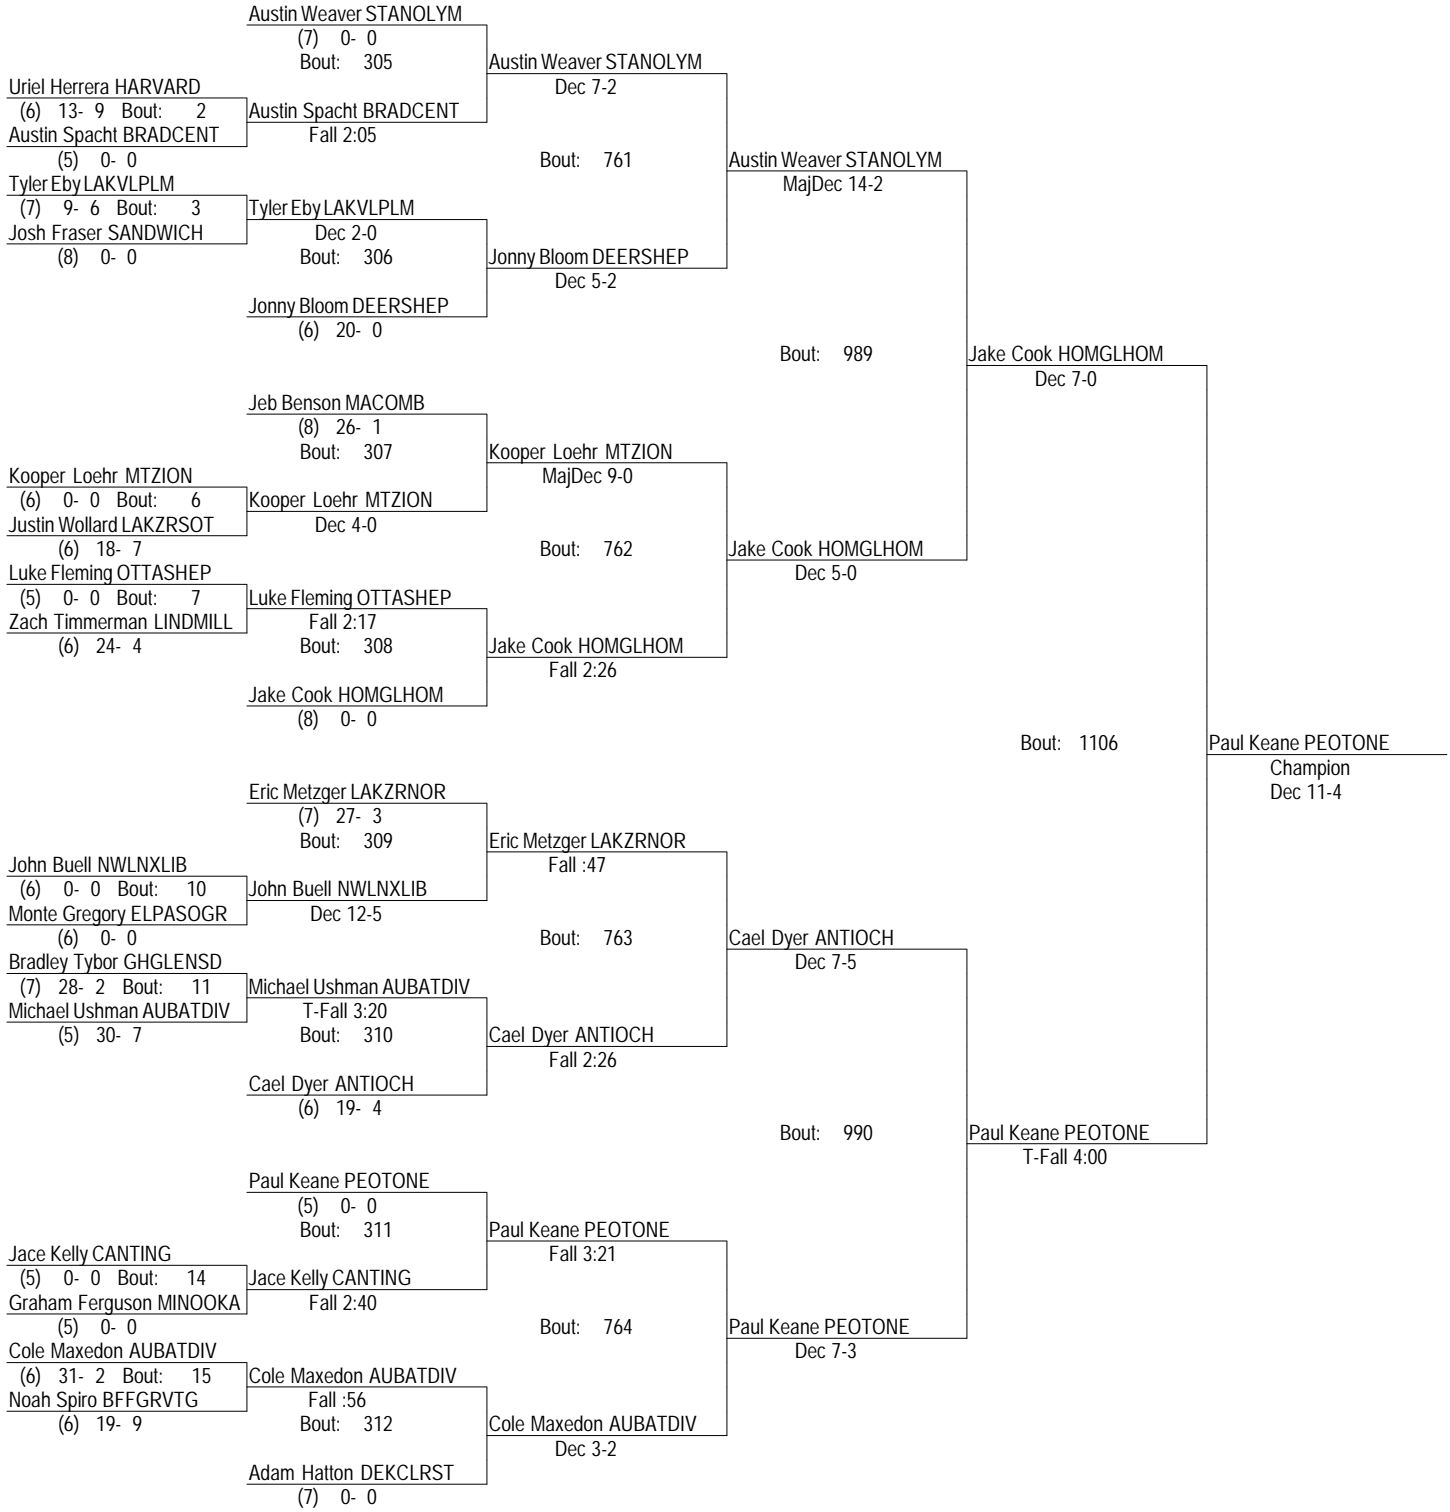 Austin Weaver STANOLYM
(7) 0- 0
Bout: 305
Austin Weaver STANOLYM
Dec 7-2
Uriel Herrera HARVARD
(6) 13- 9 Bout: 2
Austin Spacht BRADCENT
Austin Spacht BRADCENT
Fall 2:05
(5) 0- 0
Bout: 761
Austin Weaver STANOLYM
MajDec 14-2
Tyler Eby LAKVLPLM
(7) 9- 6 Bout: 3
Tyler Eby LAKVLPLM
Josh Fraser SANDWICH
Dec 2-0
(8) 0- 0
Bout: 306
Jonny Bloom DEERSHEP
Dec 5-2
Jonny Bloom DEERSHEP
(6) 20- 0
Bout: 989
Jake Cook HOMGLHOM
Dec 7-0
Jeb Benson MACOMB
(8) 26- 1
Bout: 307
Kooper Loehr MTZION
MajDec 9-0
Kooper Loehr MTZION
(6) 0- 0 Bout: 6
Kooper Loehr MTZION
Justin Wollard LAKZRSOT
Dec 4-0
(6) 18- 7
Bout: 762
Jake Cook HOMGLHOM
Dec 5-0
Luke Fleming OTTASHEP
(5) 0- 0 Bout: 7
Luke Fleming OTTASHEP
Zach Timmerman LINDMILL
Fall 2:17
(6) 24- 4
Bout: 308
Jake Cook HOMGLHOM
Fall 2:26
Jake Cook HOMGLHOM
(8) 0- 0
Bout: 1106
Paul Keane PEOTONE
Champion
Dec 11-4
Eric Metzger LAKZRNOR
(7) 27- 3
Bout: 309
Eric Metzger LAKZRNOR
Fall :47
John Buell NWLNXLIB
(6) 0- 0 Bout: 10
John Buell NWLNXLIB
Monte Gregory ELPASOGR
Dec 12-5
(6) 0- 0
Bout: 763
Cael Dyer ANTIOCH
Dec 7-5
Bradley Tybor GHGLENSD
(7) 28- 2 Bout: 11
Michael Ushman AUBATDIV
Michael Ushman AUBATDIV
T-Fall 3:20
(5) 30- 7
Bout: 310
Cael Dyer ANTIOCH
Fall 2:26
Cael Dyer ANTIOCH
(6) 19- 4
Bout: 990
Paul Keane PEOTONE
T-Fall 4:00
Paul Keane PEOTONE
(5) 0- 0
Bout: 311
Paul Keane PEOTONE
Fall 3:21
Jace Kelly CANTING
(5) 0- 0 Bout: 14
Jace Kelly CANTING
Graham Ferguson MINOOKA
Fall 2:40
(5) 0- 0
Bout: 764
Paul Keane PEOTONE
Dec 7-3
Cole Maxedon AUBATDIV
(6) 31- 2 Bout: 15
Cole Maxedon AUBATDIV
Noah Spiro BFFGRVTG
Fall :56
(6) 19- 9
Bout: 312
Cole Maxedon AUBATDIV
Dec 3-2
Adam Hatton DEKCLRST
(7) 0- 0